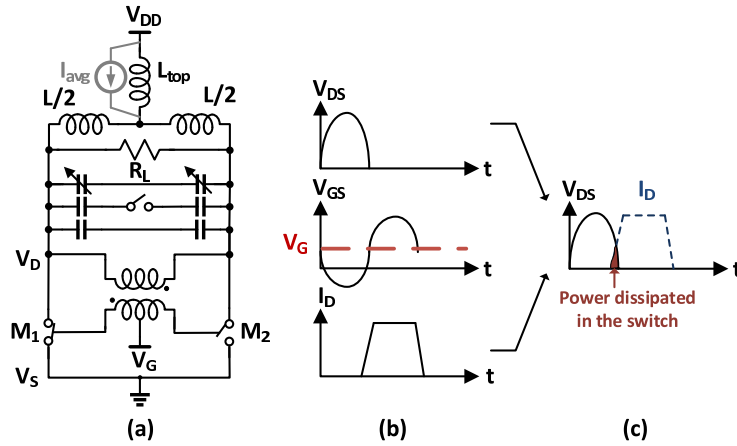 V_DD
I_avg
L_top
L/2
L/2
R_L
V_D
M_1
M_2
V_G
V_S
(a)
V_DS
t
V_GS
V_G
t
I_D
t
(b)
V_DS
I_D
t
Power dissipated
in the switch
(c)